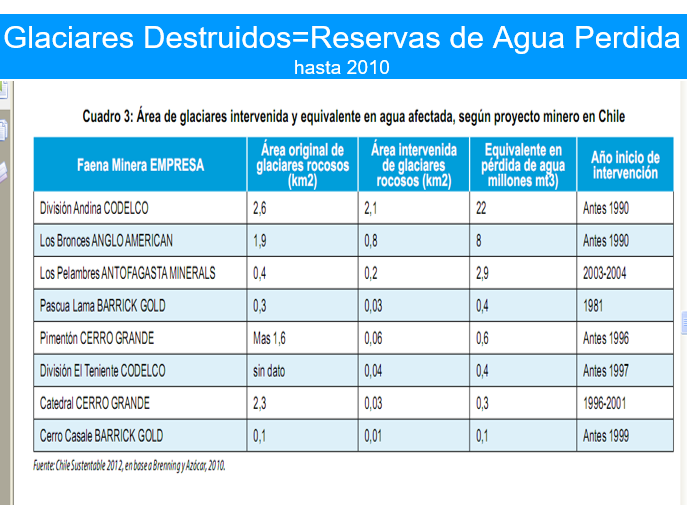 Glaciares Destruidos=Reservas de Agua Perdida
hasta 2010
Cuadro 3: Área de glaciares intervenida y equivalente en agua afectada, según proyecto minero en Chile
Faena Minera EMPRESA | Área original de glaciares rocosos (km2) | Área intervenida de glaciares rocosos (km2) | Equivalente en pérdida de agua millones mt3) | Año inicio de intervención
División Andina CODELCO | 2,6 | 2,1 | 22 | Antes 1990
Los Bronces ANGLO AMERICAN | 1,9 | 0,8 | 8 | Antes 1990
Los Pelambres ANTOFAGASTA MINERALS | 0,4 | 0,2 | 2,9 | 2003-2004
Pascua Lama BARRICK GOLD | 0,3 | 0,03 | 0,4 | 1981
Pimentón CERRO GRANDE | Mas 1,6 | 0,06 | 0,6 | Antes 1996
División El Teniente CODELCO | sin dato | 0,04 | 0,4 | Antes 1997
Catedral CERRO GRANDE | 2,3 | 0,03 | 0,3 | 1996-2001
Cerro Casale BARRICK GOLD | 0,1 | 0,01 | 0,1 | Antes 1999
Fuente: Chile Sustentable 2012, en base a Brenning y Azócar, 2010.